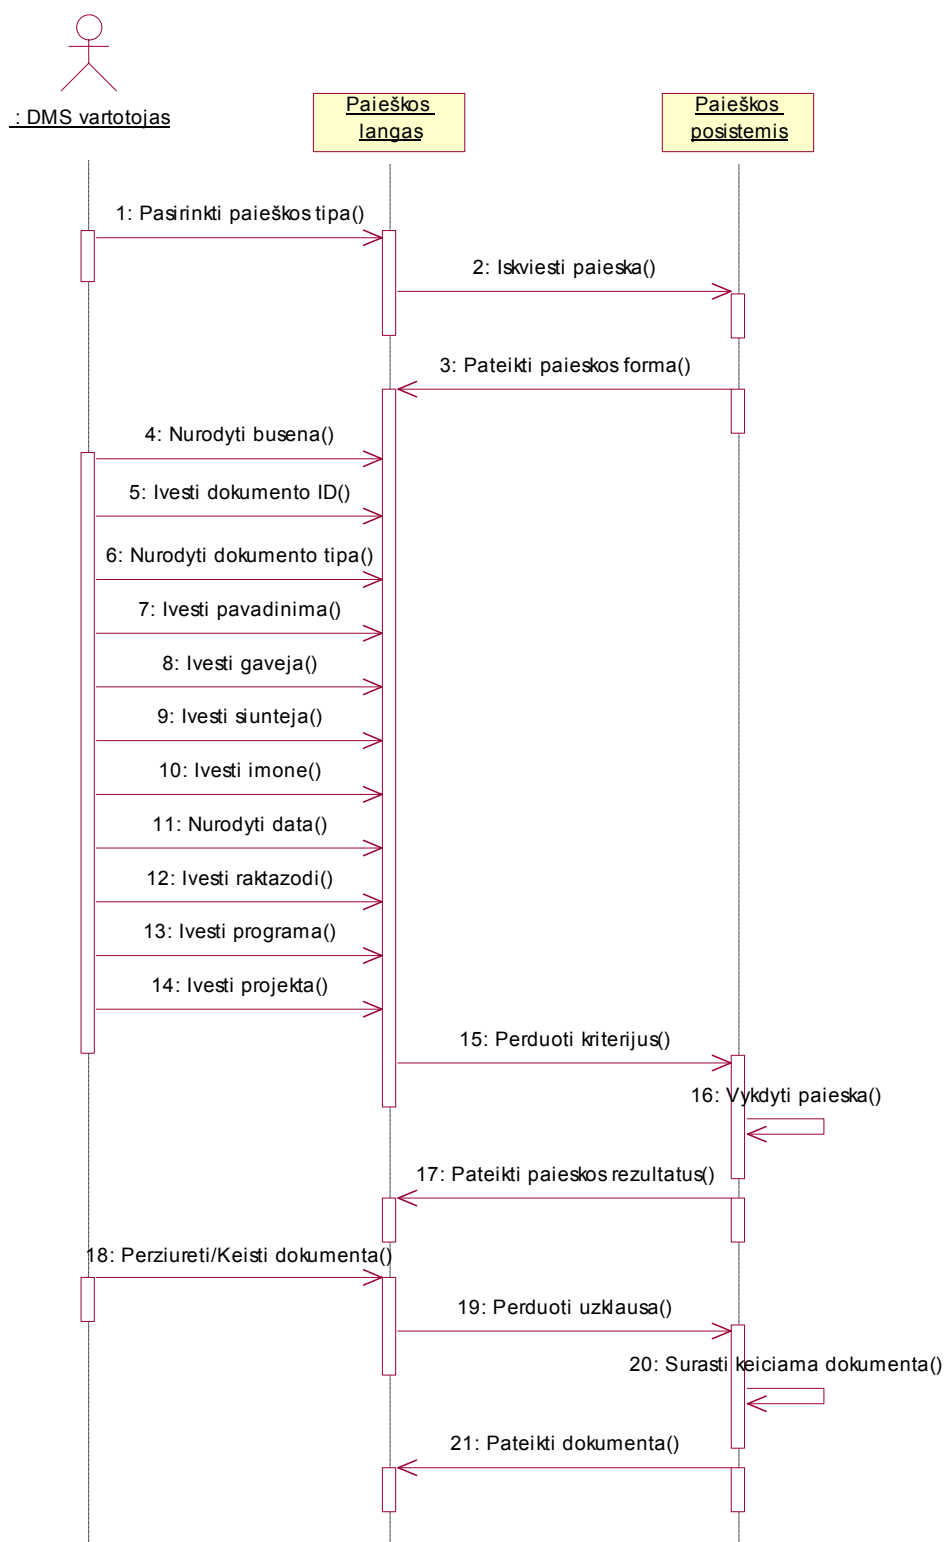 : DMS vartotojas
Paieškos
langas
Paieškos
posistemis
1: Pasirinkti paieškos tipa()
2: Iskviesti paieska()
3: Pateikti paieskos forma()
4: Nurodyti busena()
5: Ivesti dokumento ID()
6: Nurodyti dokumento tipa()
7: Ivesti pavadinima()
8: Ivesti gaveja()
9: Ivesti siunteja()
10: Ivesti imone()
11: Nurodyti data()
12: Ivesti raktazodi()
13: Ivesti programa()
14: Ivesti projekta()
15: Perduoti kriterijus()
16: Vykdyti paieska()
17: Pateikti paieskos rezultatus()
18: Perziureti/Keisti dokumenta()
19: Perduoti uzklausa()
20: Surasti keiciama dokumenta()
21: Pateikti dokumenta()